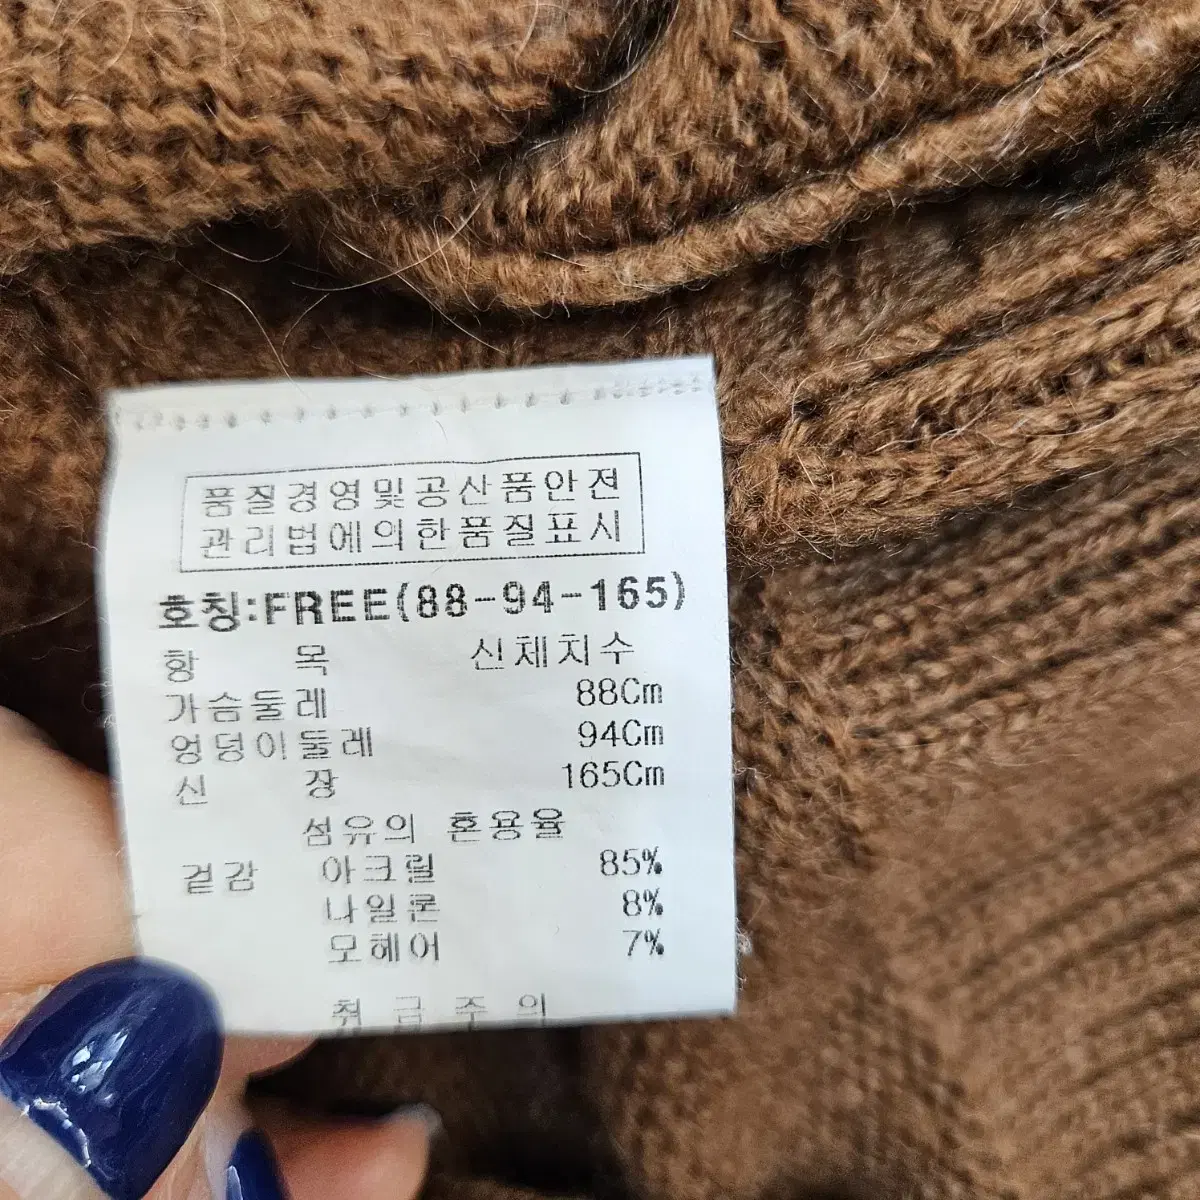 품질경영및공산품안전
관리법에의한품질표시
호칭:FREE(88-94-165)
항 목 신체치수
가슴둘레 88Cm
엉덩이둘레 94Cm
신 장 165Cm
섬유의 혼용율
겉감 아크릴 85%
나일론 8%
모헤어 7%
취급주의